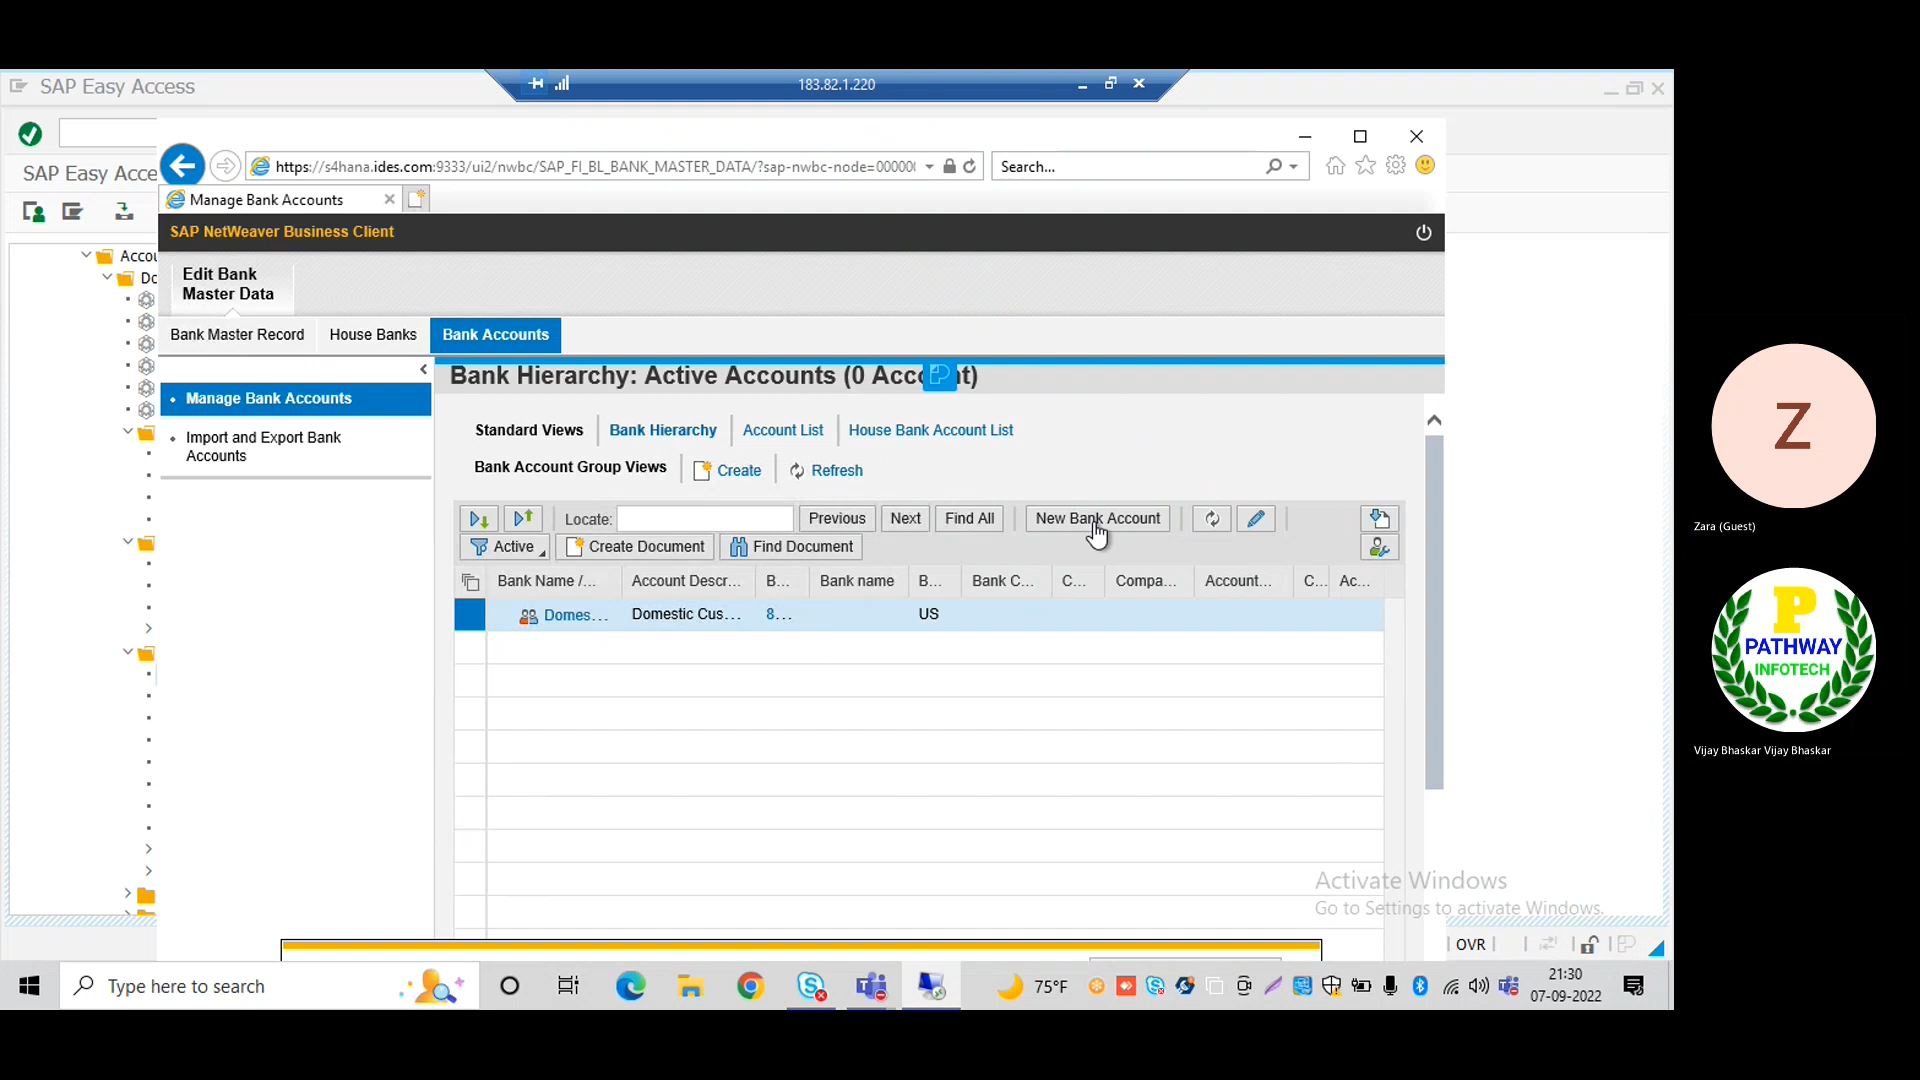 SAP Easy Access
183.82.1.220
SAP Easy Acce
https://s4hana.ides.com:9333/ui2/nwbc/SAP_FI_BL_BANK_MASTER_DATA/?sap-nwbc-node=00000
Search...
Manage Bank Accounts
SAP NetWeaver Business Client
Accou
Do
Edit Bank
Master Data
Bank Master Record House Banks Bank Accounts
Manage Bank Accounts
Import and Export Bank
Accounts
Bank Hierarchy: Active Accounts (0 Acc t)
Standard Views Bank Hierarchy Account List House Bank Account List
Bank Account Group Views Create Refresh
Locate: Previous Next Find All New Bank Account
Active Create Document Find Document
Bank Name /... Account Descr... B... Bank name B... Bank C... C... Compa... Account... C... Ac...
Domes... Domestic Cus... 8... US
Activate Windows
Go to Settings to activate Windows.
OVR
Type here to search
75°F
21:30
07-09-2022
Z
Zara (Guest)
P
PATHWAY
INFOTECH
Vijay Bhaskar Vijay Bhaskar